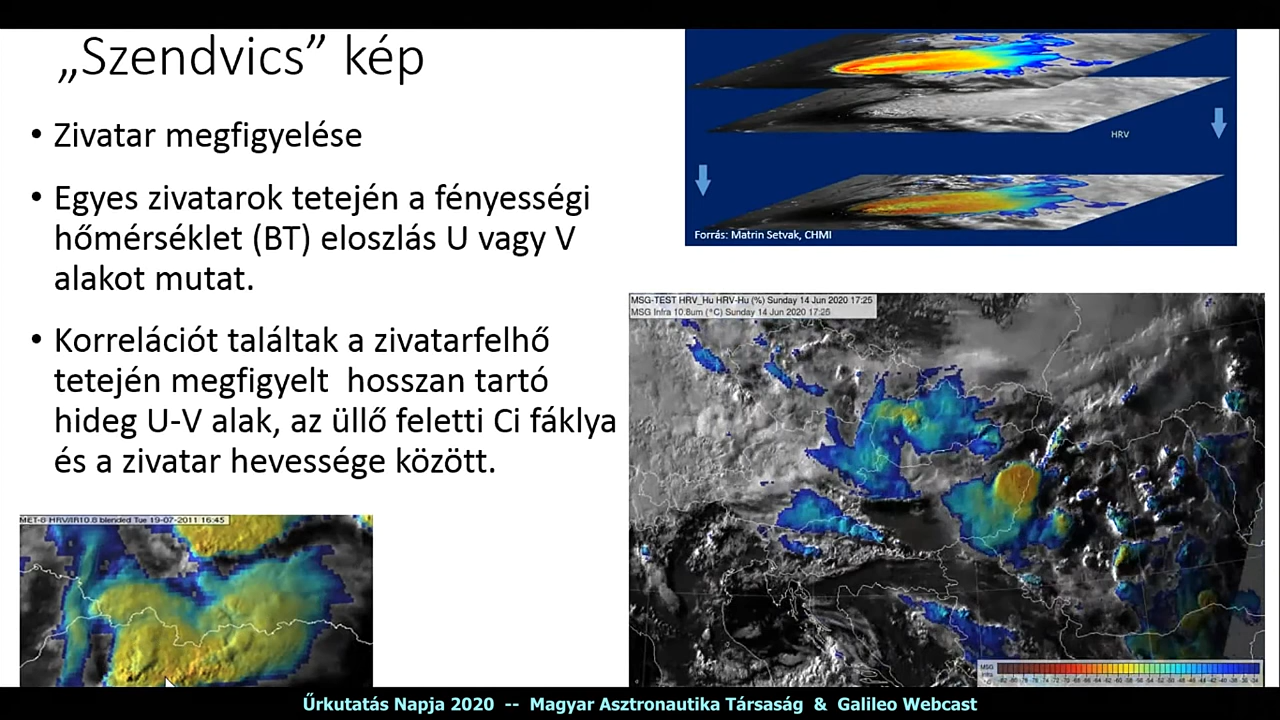 „Szendvics” kép
• Zivatar megfigyelése
• Egyes zivatarok tetején a fényességi
hőmérséklet (BT) eloszlás U vagy V
alakot mutat.
• Korrelációt találtak a zivatarfelhő
tetején megfigyelt hosszan tartó
hideg U-V alak, az üllő feletti Ci fáklya
és a zivatar hevessége között.
HRV
Forrás: Matrin Setvak, CHMI
MSG-TEST HRV_Hu HRV-Hu (%) Sunday 14 Jun 2020 17:25
MSG Infra 10.8um (°C) Sunday 14 Jun 2020 17:25
MET-8 HRV/IR10.8 blended Tue 19-07-2011 16:45
MSG
Űrkutatás Napja 2020 -- Magyar Asztronautika Társaság & Galileo Webcast